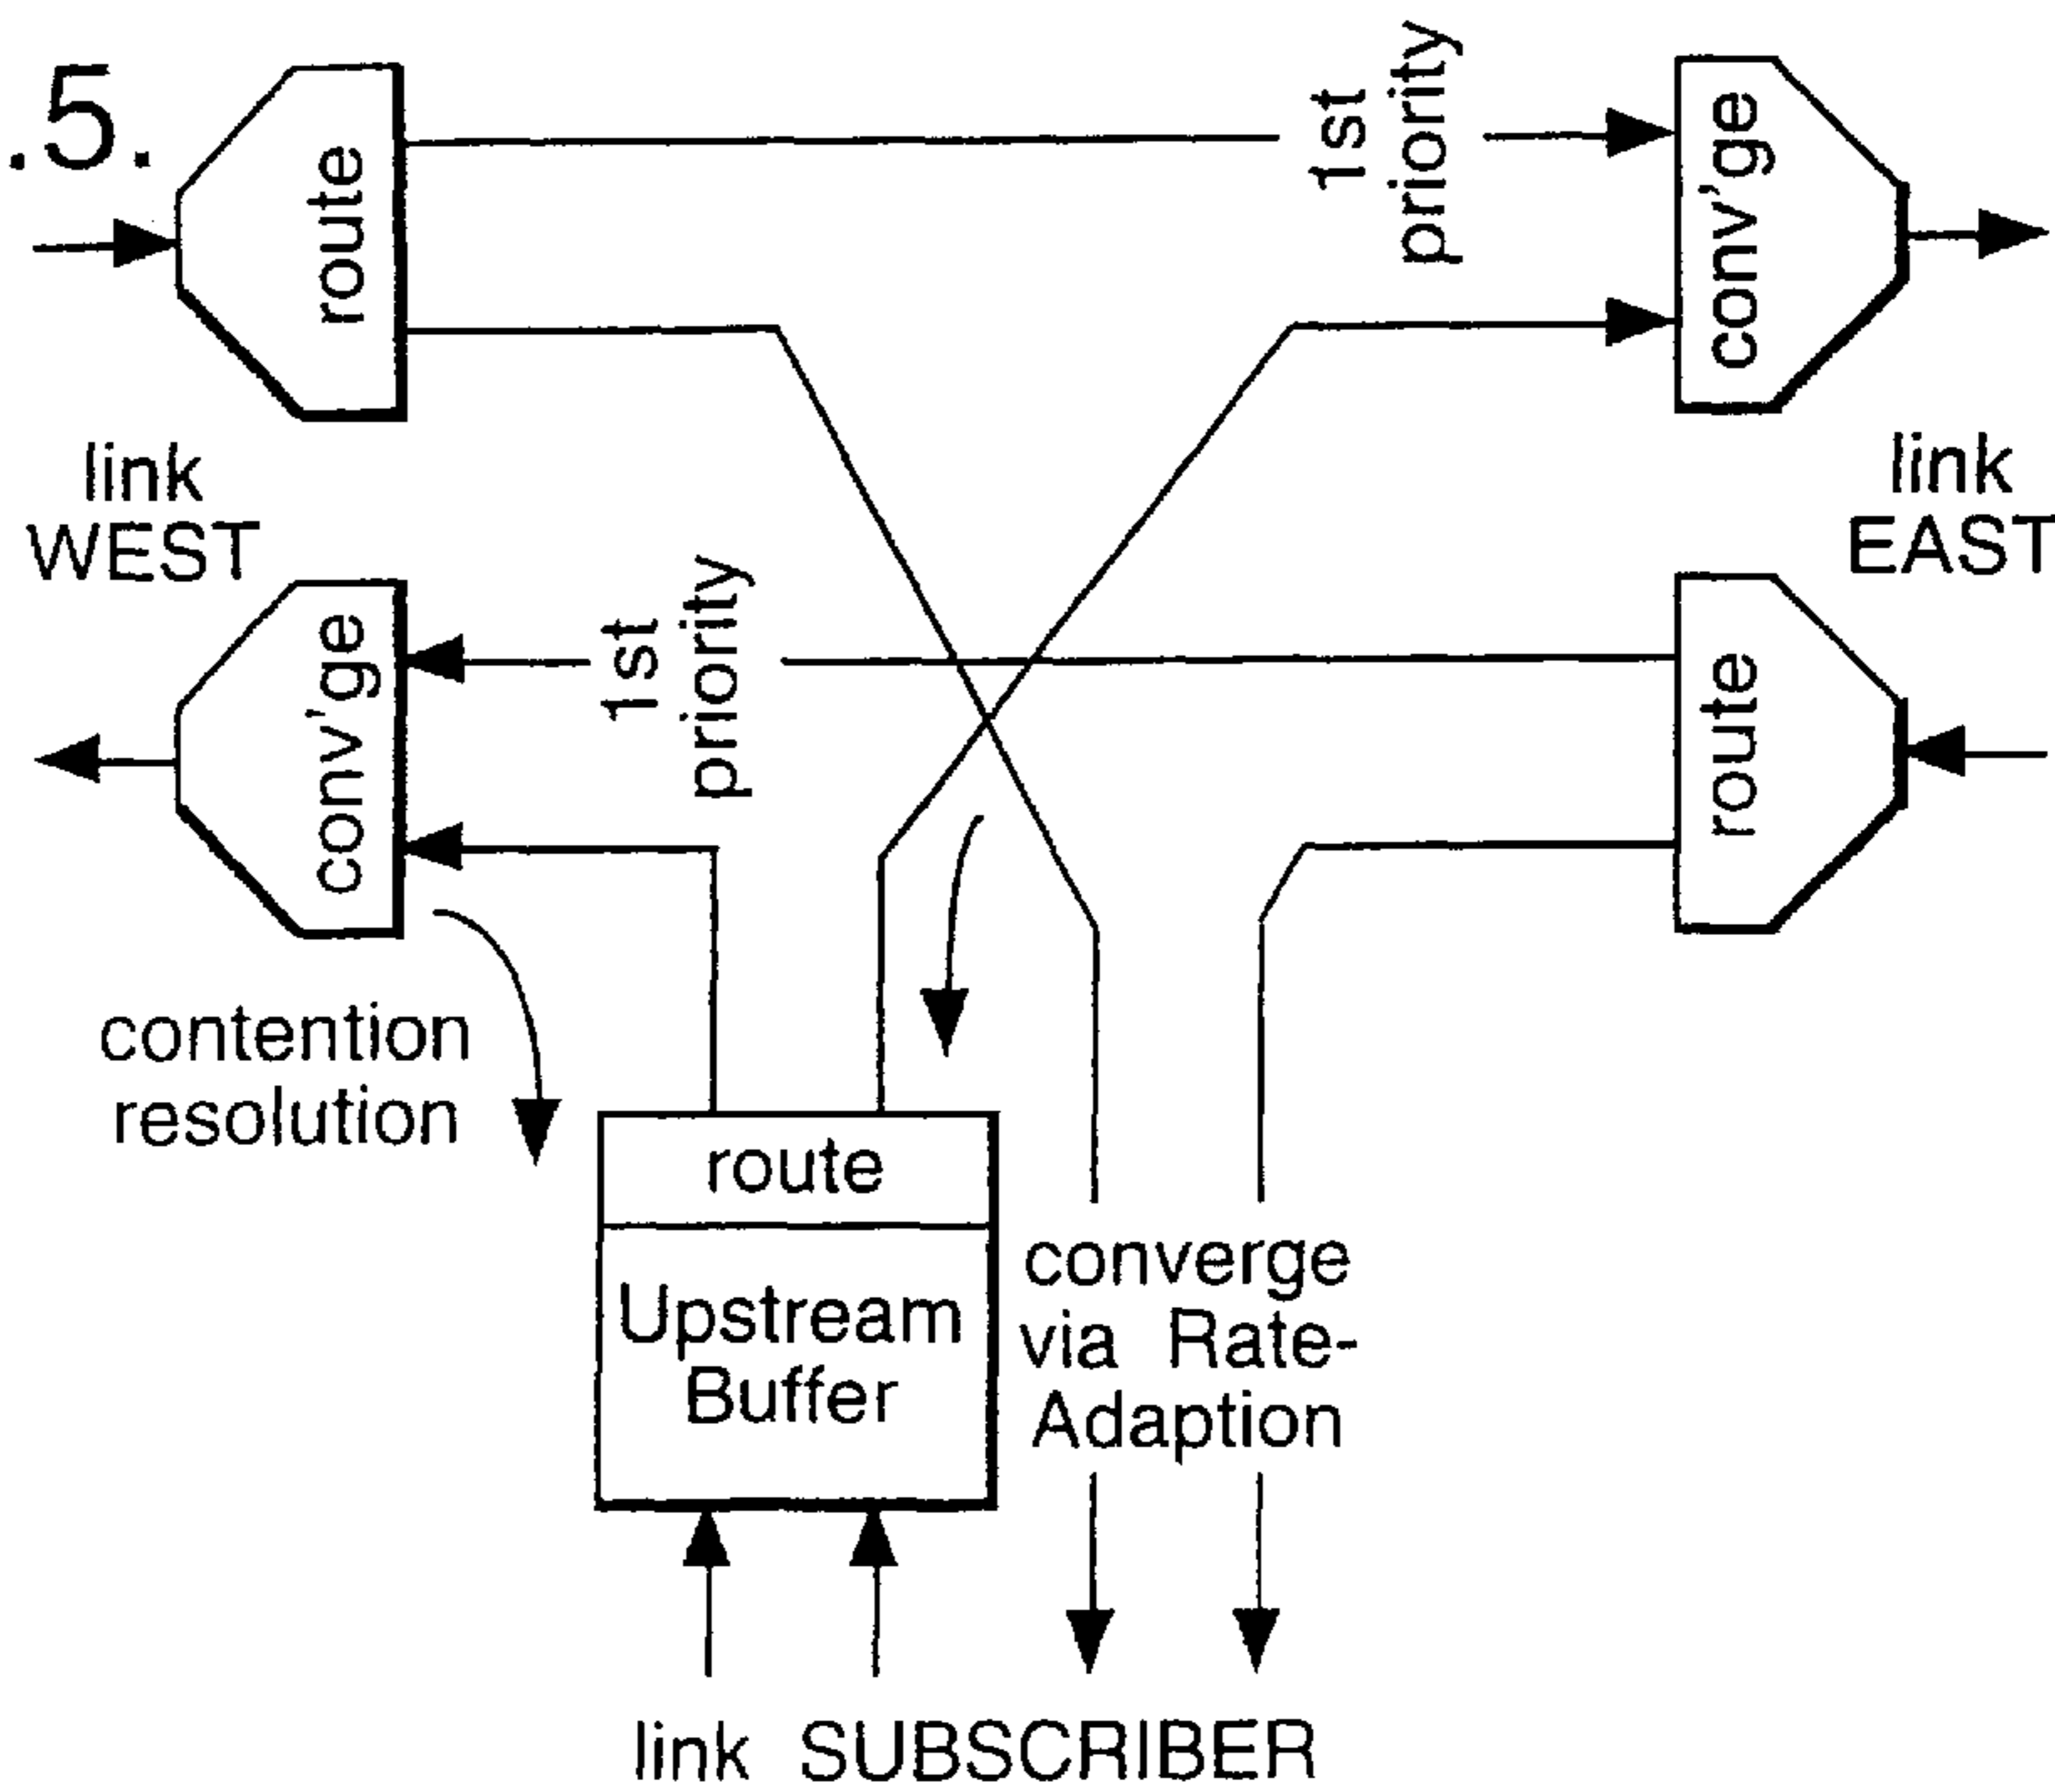 .5.
route
1st
priority
conv'ge
link
WEST
link
EAST
conv'ge
1st
priority
route
contention
resolution
route
Upstream
Buffer
converge
via Rate-
Adaption
link SUBSCRIBER